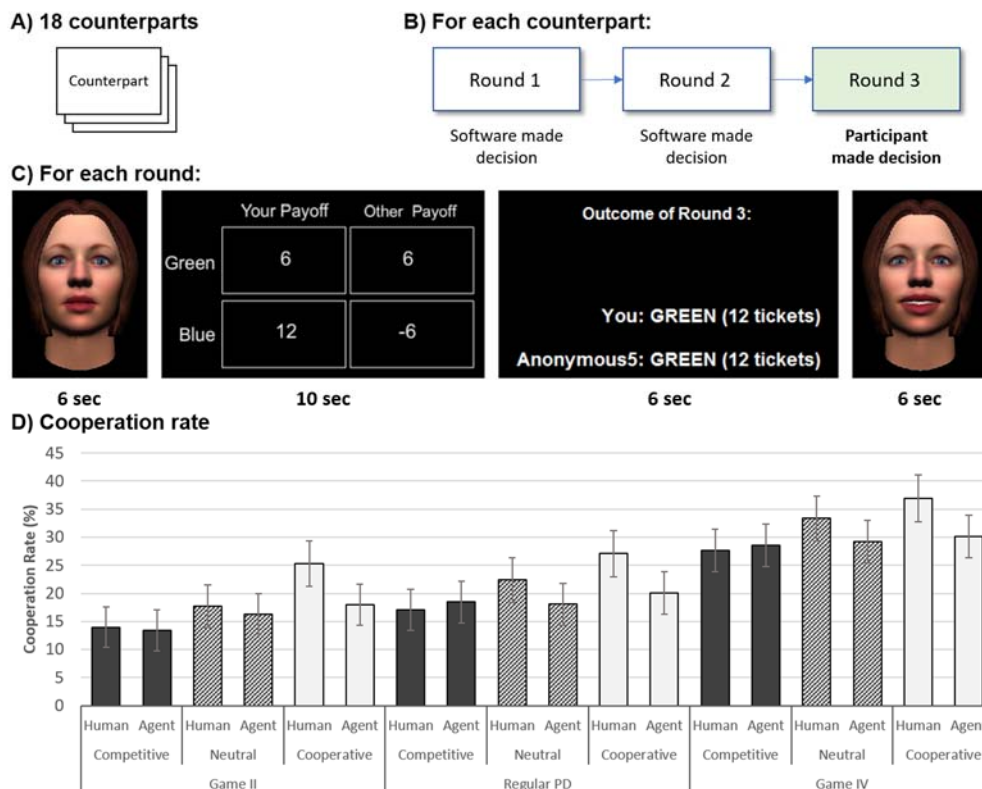 A) 18 counterparts
B) For each counterpart:
Counterpart
Round 1
Round 2
Round 3
Software made
decision
Software made
decision
Participant
made decision
C) For each round:
Your Payoff
Other Payoff
Green
6
6
Blue
12
-6
Outcome of Round 3:
You: GREEN (12 tickets)
Anonymous5: GREEN (12 tickets)
6 sec
10 sec
6 sec
6 sec
D) Cooperation rate
Cooperation Rate (%)
45
40
35
30
25
20
15
10
5
0
Human Agent Human Agent Human Agent Human Agent Human Agent Human Agent Human Agent Human Agent Human Agent
Competitive Neutral Cooperative Competitive Neutral Cooperative Competitive Neutral Cooperative
Game II Regular PD Game IV